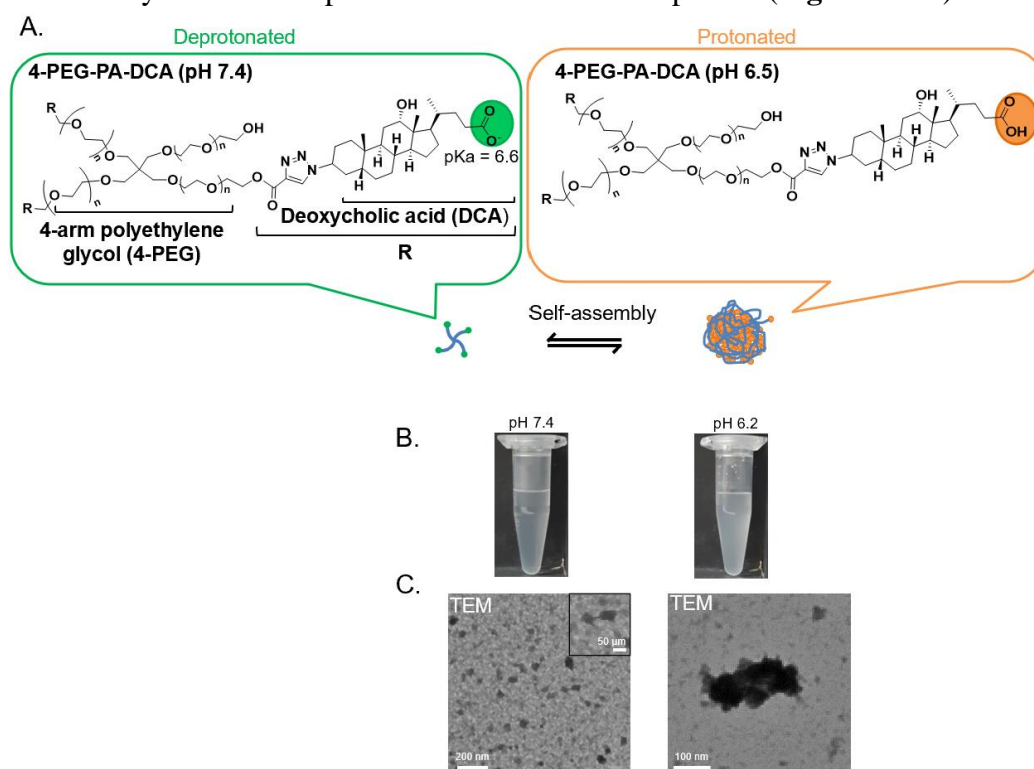 A.
Deprotonated
Protonated
4-PEG-PA-DCA (pH 7.4)
R
O
n
O
O
O
n
OH
R
O
n
O
O
O
n
O
O
N
N
N
H
H
H
H
OH
O
O-
pKa = 6.6
4-arm polyethylene
glycol (4-PEG)
Deoxycholic acid (DCA)
R
4-PEG-PA-DCA (pH 6.5)
R
O
n
O
O
O
n
OH
R
O
n
O
O
O
n
O
O
N
N
N
H
H
H
H
OH
O
OH
Self-assembly
B.
pH 7.4
pH 6.2
C.
TEM
50 µm
200 nm
TEM
100 nm